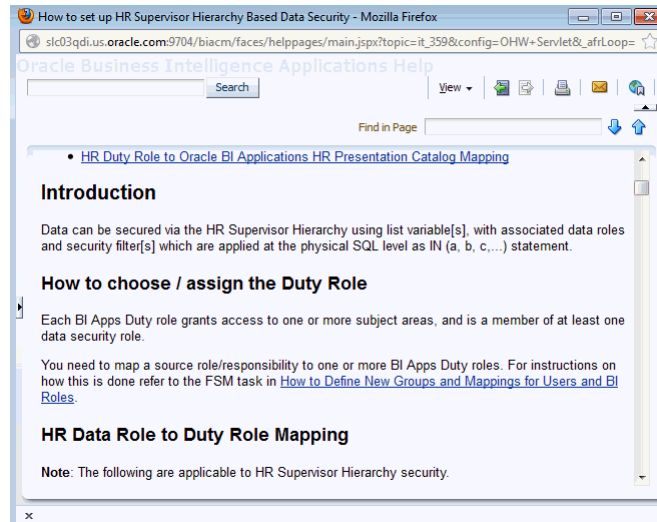 How to set up HR Supervisor Hierarchy Based Data Security - Mozilla Firefox
slc03qdi.us.oracle.com:9704/biacm/faces/helppages/main.jspx?topic=it_359&config=OHW+Servlet&_afrLoop=
Oracle Business Intelligence Applications Help
Search
View
Find in Page
• HR Duty Role to Oracle BI Applications HR Presentation Catalog Mapping
Introduction
Data can be secured via the HR Supervisor Hierarchy using list variable[s], with associated data roles
and security filter[s] which are applied at the physical SQL level as IN (a, b, c,...) statement.
How to choose / assign the Duty Role
Each BI Apps Duty role grants access to one or more subject areas, and is a member of at least one
data security role.
You need to map a source role/responsibility to one or more BI Apps Duty roles. For instructions on
how this is done refer to the FSM task in How to Define New Groups and Mappings for Users and BI
Roles.
HR Data Role to Duty Role Mapping
Note: The following are applicable to HR Supervisor Hierarchy security.
x